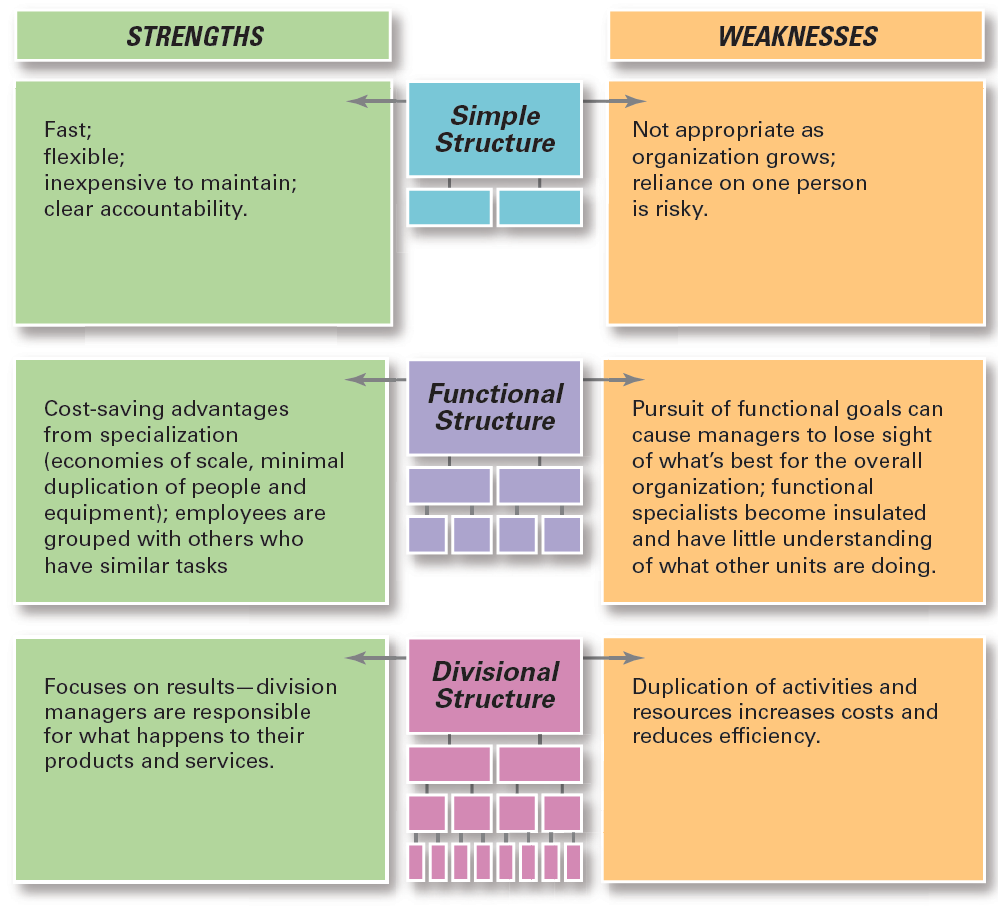 STRENGTHS
WEAKNESSES
Simple
Structure
Fast;
flexible;
inexpensive to maintain;
clear accountability.
Not appropriate as
organization grows;
reliance on one person
is risky.
Functional
Structure
Cost-saving advantages
from specialization
(economies of scale, minimal
duplication of people and
equipment); employees are
grouped with others who
have similar tasks
Pursuit of functional goals can
cause managers to lose sight
of what's best for the overall
organization; functional
specialists become insulated
and have little understanding
of what other units are doing.
Divisional
Structure
Focuses on results—division
managers are responsible
for what happens to their
products and services.
Duplication of activities and
resources increases costs and
reduces efficiency.